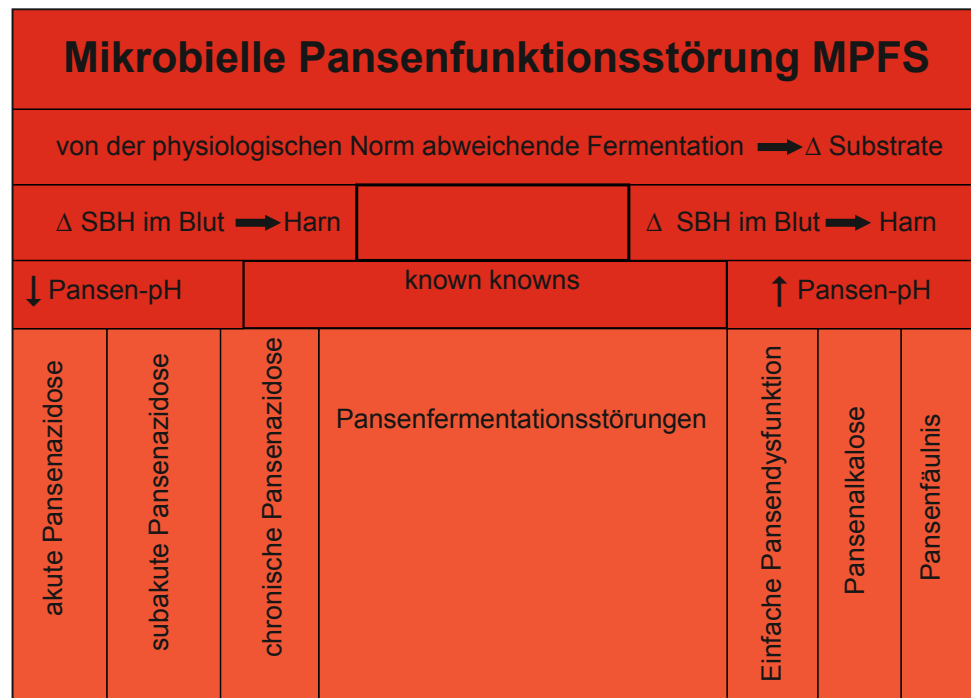 Mikrobielle Pansenfunktionsstörung MPFS
von der physiologischen Norm abweichende Fermentation ➡ Δ Substrate
Δ SBH im Blut ➡ Harn
Δ SBH im Blut ➡ Harn
↓ Pansen-pH
known knowns
↑ Pansen-pH
akute Pansenazidose
subakute Pansenazidose
chronische Pansenazidose
Pansenfermentationsstörungen
Einfache Pansendysfunktion
Pansenalkalose
Pansenfäulnis